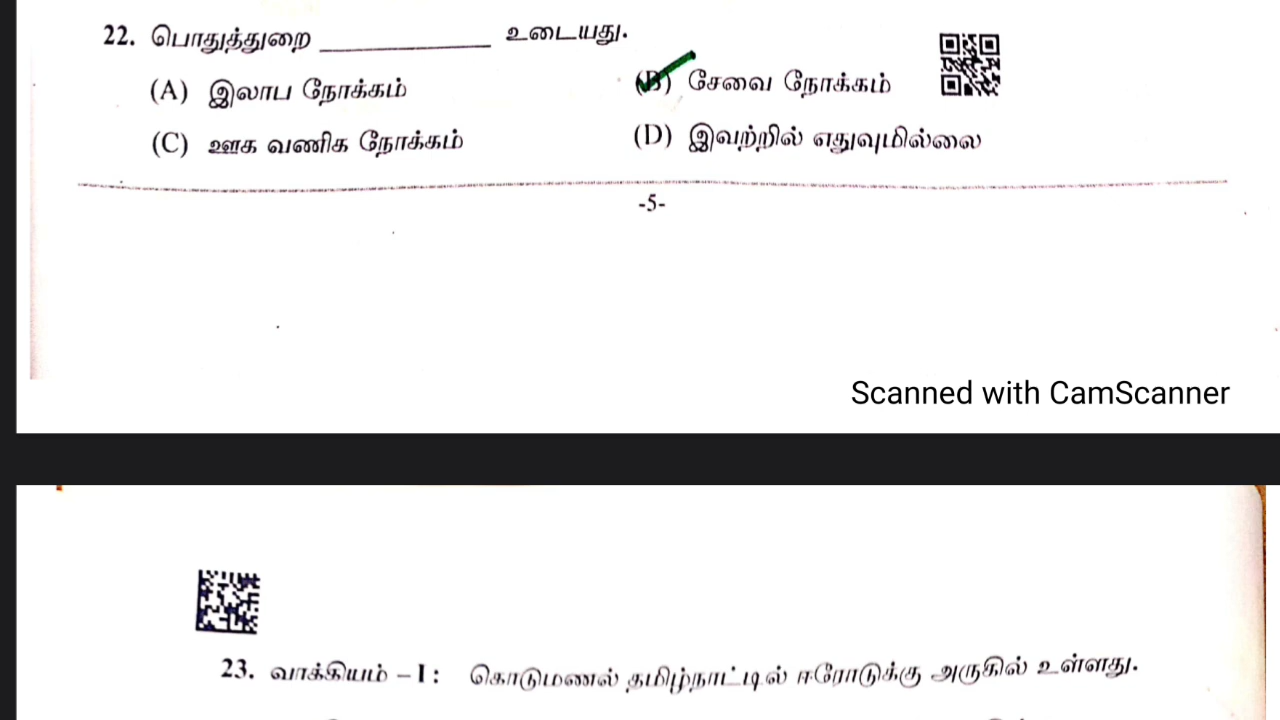 22. பொதுத்துறை ____________ உடையது.
(A) இலாப நோக்கம் (B) சேவை நோக்கம்
(C) ஊக வணிக நோக்கம் (D) இவற்றில் எதுவுமில்லை
-5-
Scanned with CamScanner
23. வாக்கியம் – I : கொடுமணல் தமிழ்நாட்டில் ஈரோடுக்கு அருகில் உள்ளது.